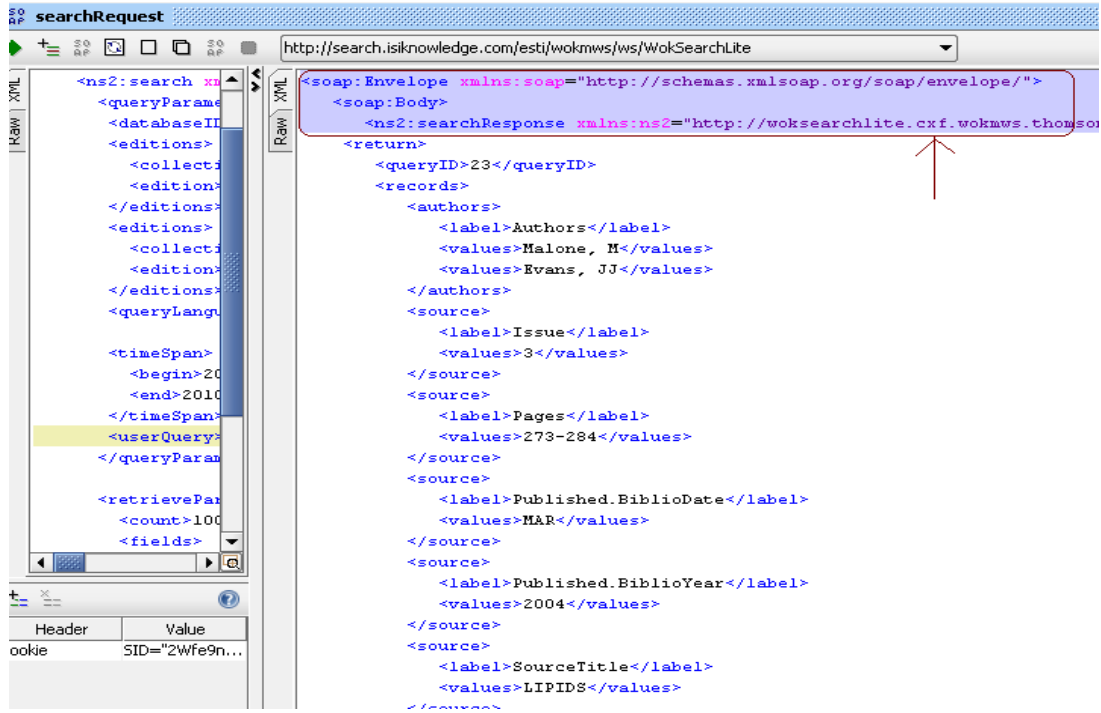 searchRequest
http://search.isiknowledge.com/esti/wokmws/ws/WokSearchLite
XML
Raw
<ns2:search
<queryParame
<databaseID
<editions>
<collecti
<edition>
</editions>
<editions>
<collecti
<edition>
</editions>
<queryLangu
<timeSpan>
<begin>20
<end>2010
</timeSpan>
<userQuery>
</queryParam
<retrievePar
<count>100
<fields>
Header Value
ookie SID="2Wfe9n...
XML
Raw
<soap:Envelope xmlns:soap="http://schemas.xmlsoap.org/soap/envelope/">
<soap:Body>
<ns2:searchResponse xmlns:ns2="http://woksearchlite.cxf.wokmws.thomson
<return>
<queryID>23</queryID>
<records>
<authors>
<label>Authors</label>
<values>Malone, M</values>
<values>Evans, JJ</values>
</authors>
<source>
<label>Issue</label>
<values>3</values>
</source>
<source>
<label>Pages</label>
<values>273-284</values>
</source>
<source>
<label>Published.BiblioDate</label>
<values>MAR</values>
</source>
<source>
<label>Published.BiblioYear</label>
<values>2004</values>
</source>
<source>
<label>SourceTitle</label>
<values>LIPIDS</values>
</source>